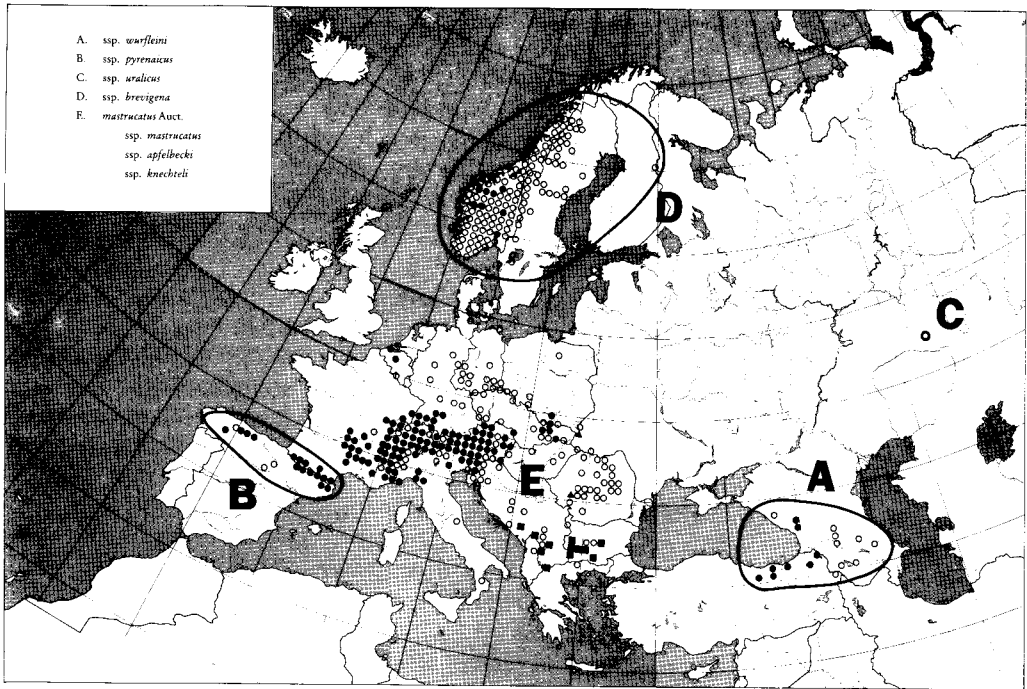 A. ssp. wurfleini
B. ssp. pyrenaicus
C. ssp. uralicus
D. ssp. brevigena
E. mastrucatus Auct.
ssp. mastrucatus
ssp. apfelbecki
ssp. knechteli
D
C
A
E
B